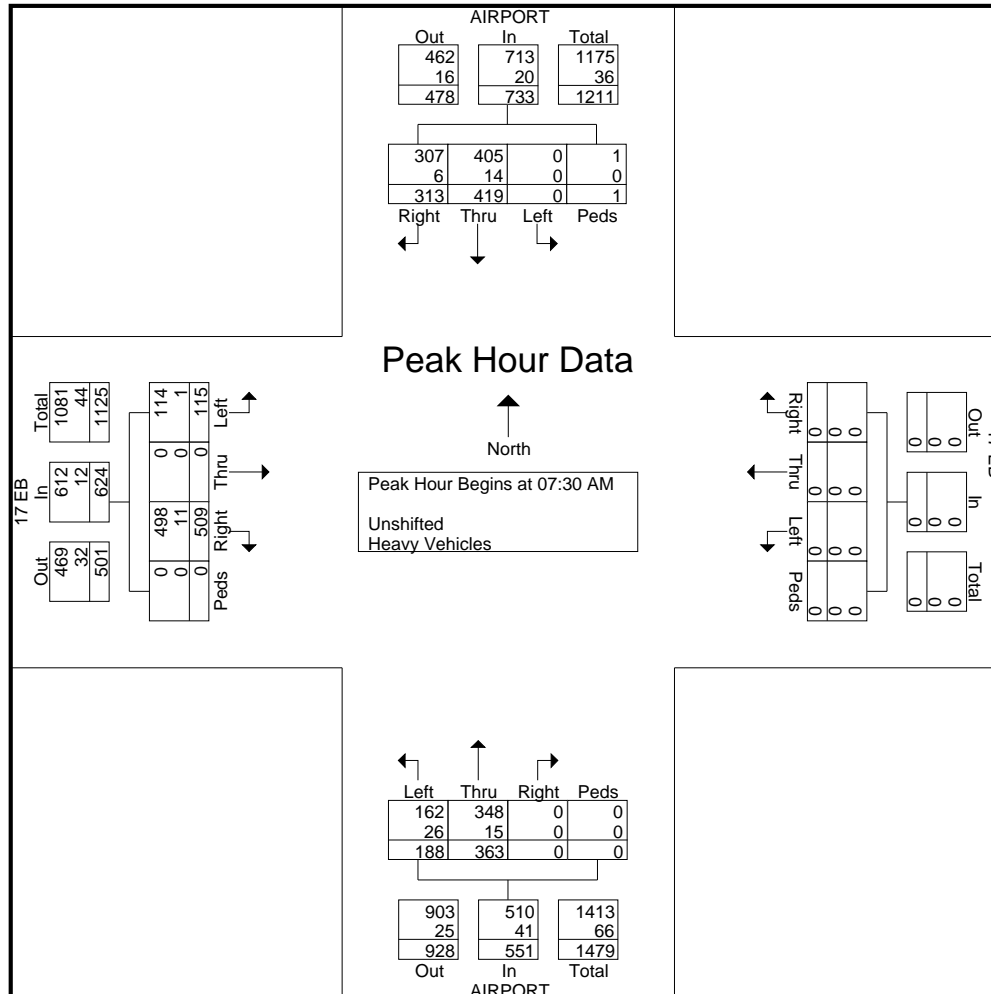 AIRPORT
Out In Total
462 713 1175
16 20 36
478 733 1211
307 405 0 1
6 14 0 0
313 419 0 1
Right Thru Left Peds
Peak Hour Data
North
Peak Hour Begins at 07:30 AM
Unshifted
Heavy Vehicles
17 EB
Total 1081 44 1125
In 612 12 624
Out 469 32 501
114 1 115 Left
0 0 0 Thru
498 11 509 Right
0 0 0 Peds
Right 0 0 0
Thru 0 0 0
Left 0 0 0
Peds 0 0 0
Out 0 0 0
In 0 0 0
Total 0 0 0
Left Thru Right Peds
162 348 0 0
26 15 0 0
188 363 0 0
903 510 1413
25 41 66
928 551 1479
Out In Total
AIRPORT